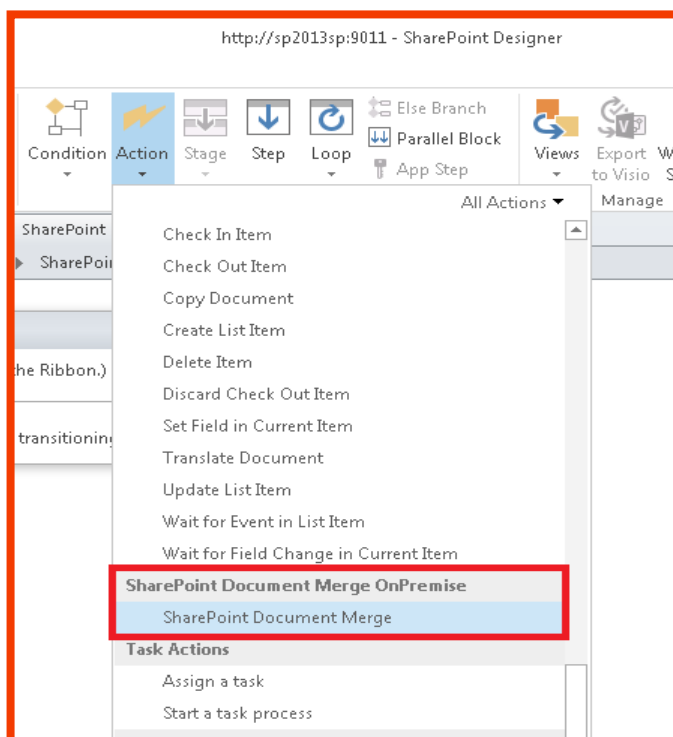 http://sp2013sp:9011 - SharePoint Designer
Condition
Action
Stage
Step
Loop
Else Branch
Parallel Block
App Step
Views
Export
to Visio
W
S
Manage
All Actions
SharePoint
SharePoi
he Ribbon.)
transitioning
Check In Item
Check Out Item
Copy Document
Create List Item
Delete Item
Discard Check Out Item
Set Field in Current Item
Translate Document
Update List Item
Wait for Event in List Item
Wait for Field Change in Current Item
SharePoint Document Merge OnPremise
SharePoint Document Merge
Task Actions
Assign a task
Start a task process